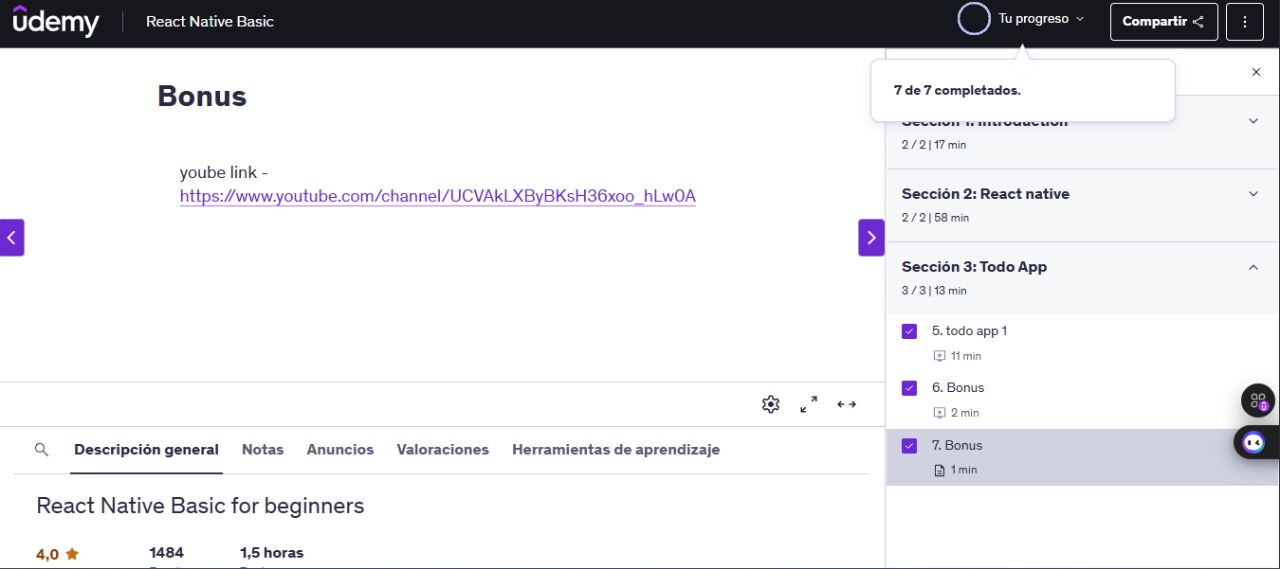 ûdemy
React Native Basic
Tu progreso
Compartir
7 de 7 completados.
Bonus
yoube link -
https://www.youtube.com/channel/UCVAkLXByBKsH36xoo_hLw0A
Sección 1: Introduction
2 / 2 | 17 min
Sección 2: React native
2 / 2 | 58 min
Sección 3: Todo App
3 / 3 | 13 min
5. todo app 1
11 min
6. Bonus
2 min
7. Bonus
1 min
Descripción general
Notas
Anuncios
Valoraciones
Herramientas de aprendizaje
React Native Basic for beginners
4,0
1484
1,5 horas